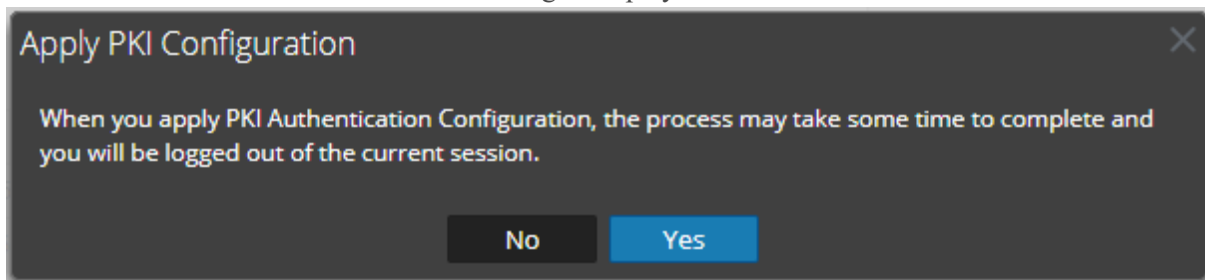 Apply PKI Configuration
When you apply PKI Authentication Configuration, the process may take some time to complete and
you will be logged out of the current session.
No Yes